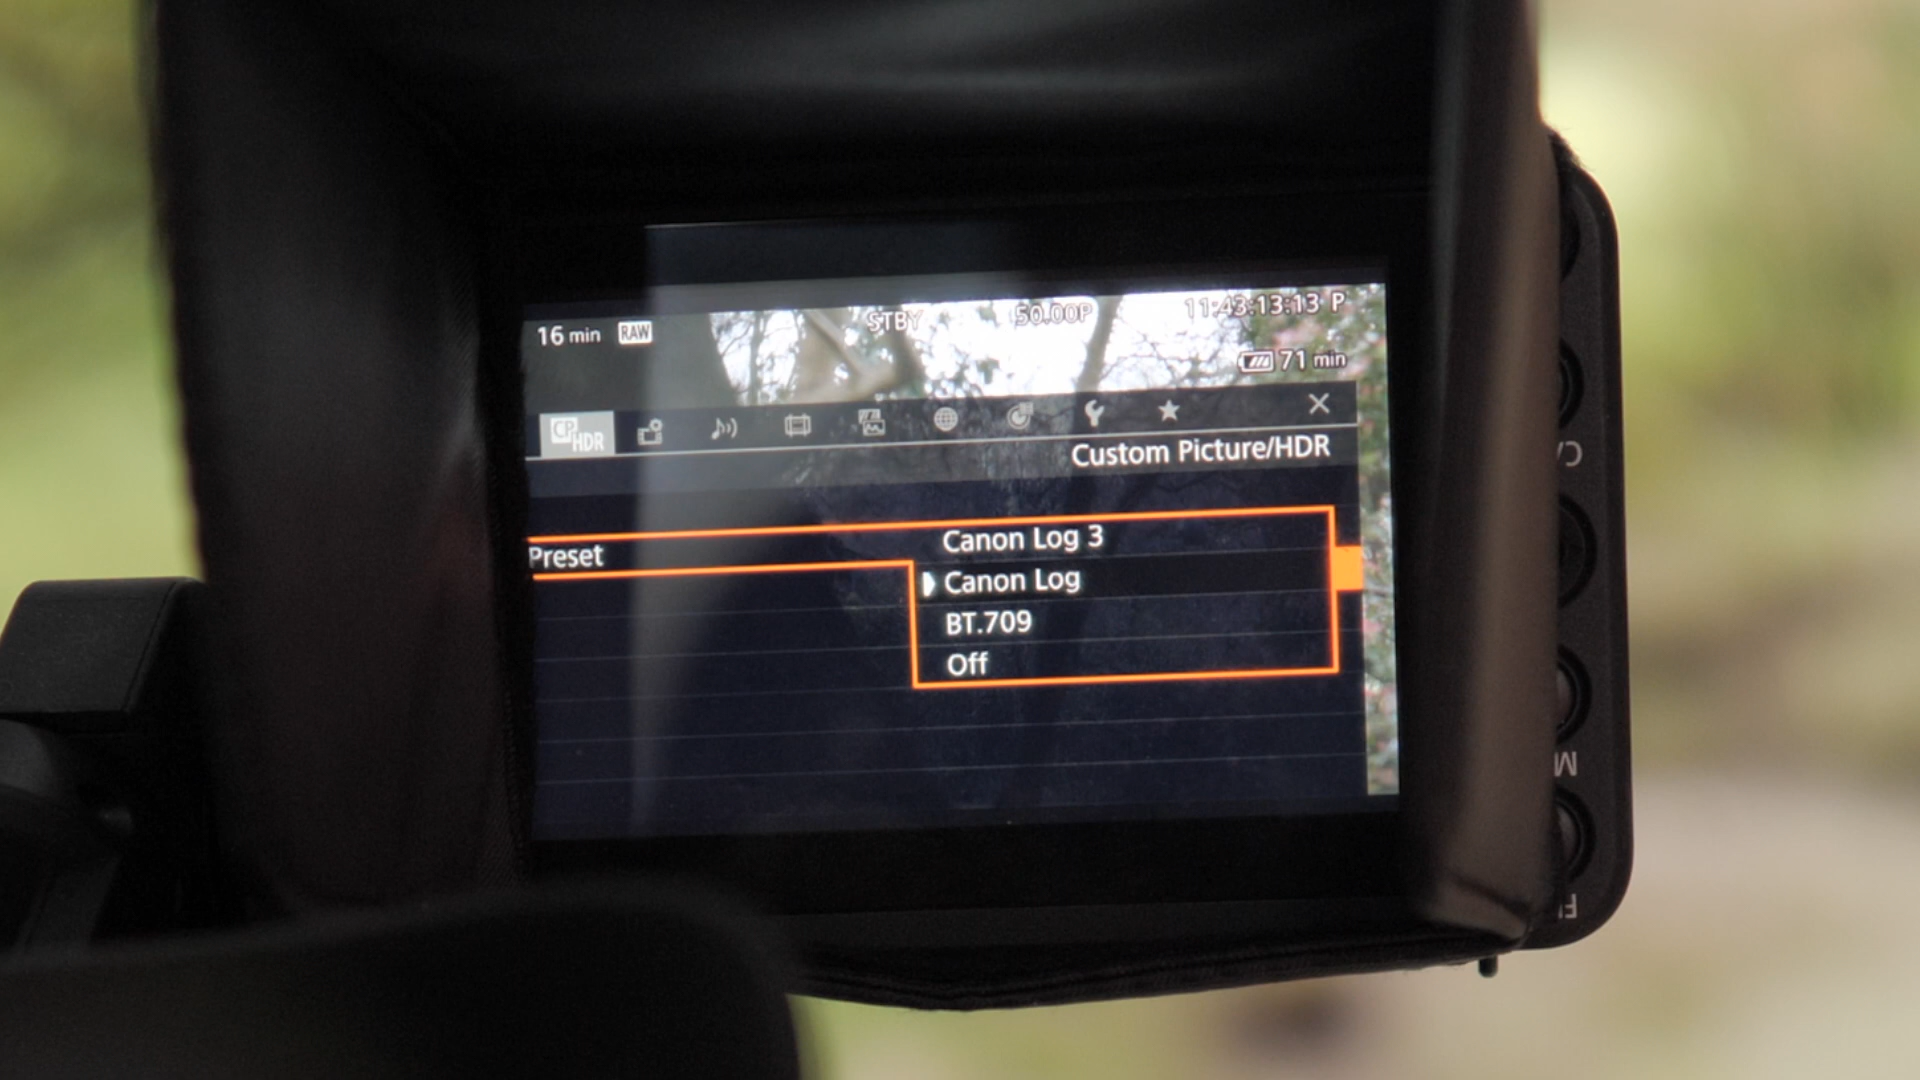 STBY 50.00P 11:43:13:13 P
16 min RAW
71 min
CP HDR
Custom Picture/HDR
Preset
Canon Log 3
Canon Log
BT.709
Off
M